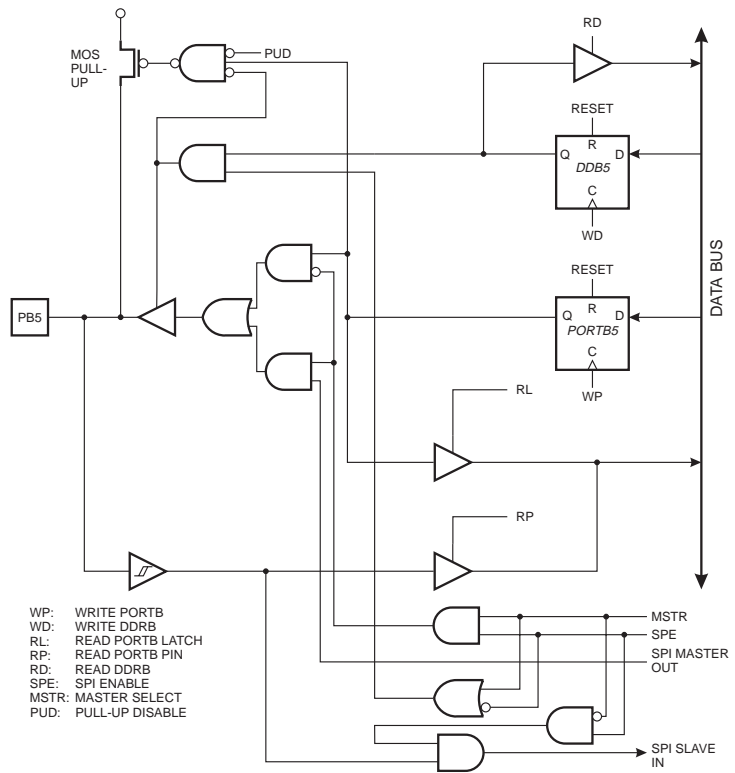 RD
MOS
PULL-
UP
PUD
RESET
R
Q
D
DDB5
C
WD
DATA BUS
RESET
R
Q
D
PORTB5
C
WP
PB5
RL
RP
WP: WRITE PORTB
WD: WRITE DDRB
RL: READ PORTB LATCH
RP: READ PORTB PIN
RD: READ DDRB
SPE: SPI ENABLE
MSTR: MASTER SELECT
PUD: PULL-UP DISABLE
MSTR
SPE
SPI MASTER
OUT
SPI SLAVE
IN